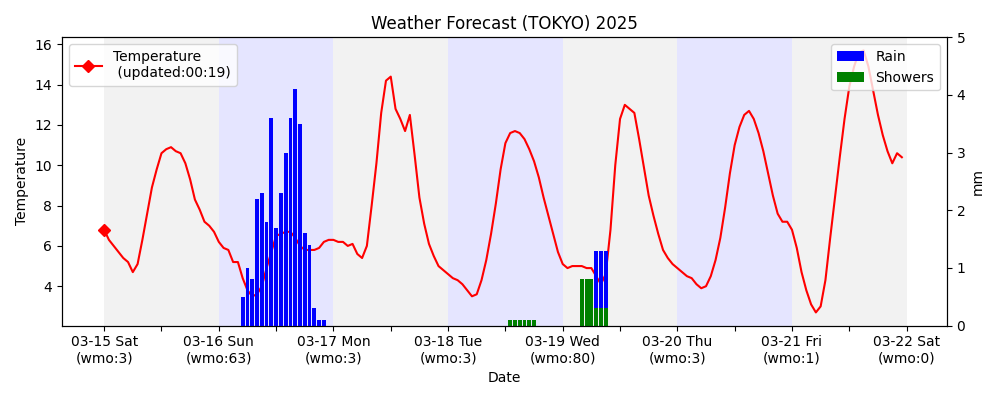 Weather Forecast (TOKYO) 2025
Temperature
(updated:00:19)
Rain
Showers
16
14
12
10
8
6
4
Temperature
5
4
3
2
1
0
mm
03-15 Sat
(wmo:3)
03-16 Sun
(wmo:63)
03-17 Mon
(wmo:3)
03-18 Tue
(wmo:3)
03-19 Wed
(wmo:80)
03-20 Thu
(wmo:3)
03-21 Fri
(wmo:1)
03-22 Sat
(wmo:0)
Date